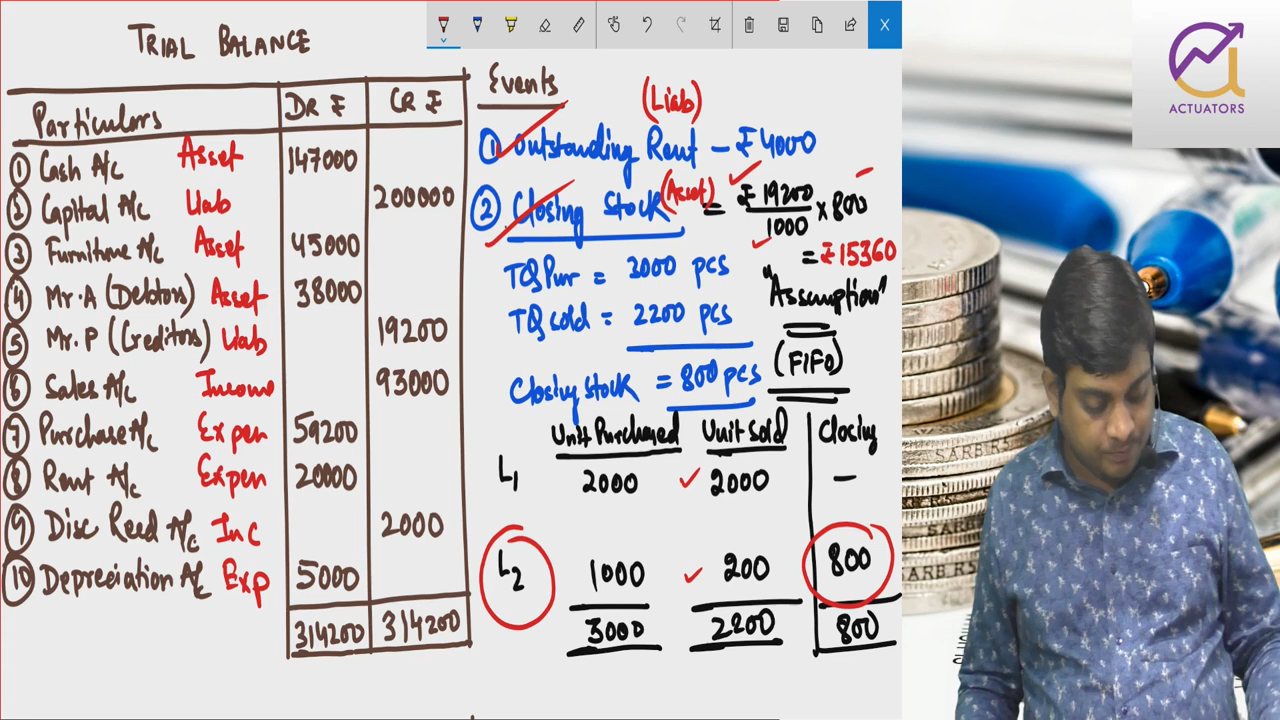 TRIAL BALANCE
Particulars DR ₹ CR ₹
① Cash A/c Asset 147000
② Capital A/c Liab 200000
③ Furniture A/c Asset 45000
④ Mr.A (Debtors) Asset 38000
⑤ Mr.P (Creditors) Liab 19200
⑥ Sales A/c Income 93000
⑦ Purchase A/c Expen 59200
⑧ Rent A/c Expen 20000
⑨ Disc Recd A/c Inc 2000
⑩ Depreciation A/c Exp 5000
314200 314200
Events
(Liab)
① Outstanding Rent - ₹4000
② Closing Stock (Asset) = ₹19200/1000 × 800
= ₹15360
TQ Pur = 3000 pcs
"Assumption"
TQ sold = 2200 pcs
(FIFO)
Closing stock = 800 pcs
Unit Purchased Unit Sold Closing
L1 2000 2000 —
L2 1000 200 800
3000 2200 800
X
ACTUATORS
SARB RE